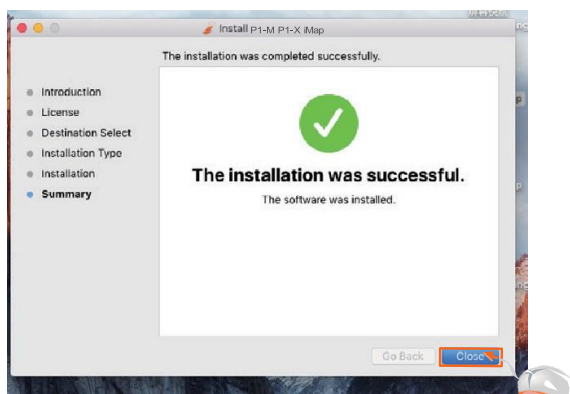 Install P1-M P1-X iMap
The installation was completed successfully.
Introduction
License
Destination Select
Installation Type
Installation
Summary
The installation was successful.
The software was installed.
Go Back
Close